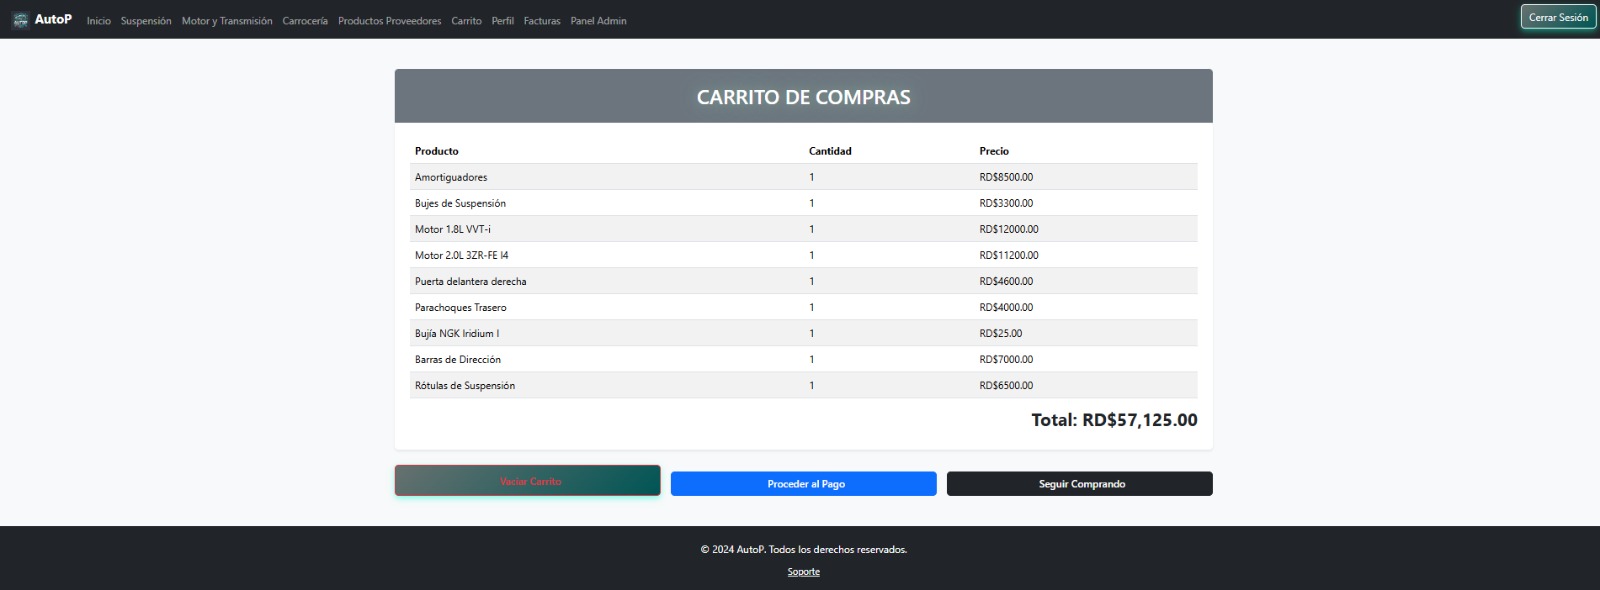 AutoP Inicio Suspensión Motor y Transmisión Carrocería Productos Proveedores Carrito Perfil Facturas Panel Admin Cerrar Sesión
CARRITO DE COMPRAS
Producto Cantidad Precio
Amortiguadores 1 RD$8500.00
Bujes de Suspensión 1 RD$3300.00
Motor 1.8L VVT-i 1 RD$12000.00
Motor 2.0L 3ZR-FE I4 1 RD$11200.00
Puerta delantera derecha 1 RD$4600.00
Parachoques Trasero 1 RD$4000.00
Bujía NGK Iridium I 1 RD$25.00
Barras de Dirección 1 RD$7000.00
Rótulas de Suspensión 1 RD$6500.00
Total: RD$57,125.00
Vaciar Carrito Proceder al Pago Seguir Comprando
© 2024 AutoP. Todos los derechos reservados.
Soporte